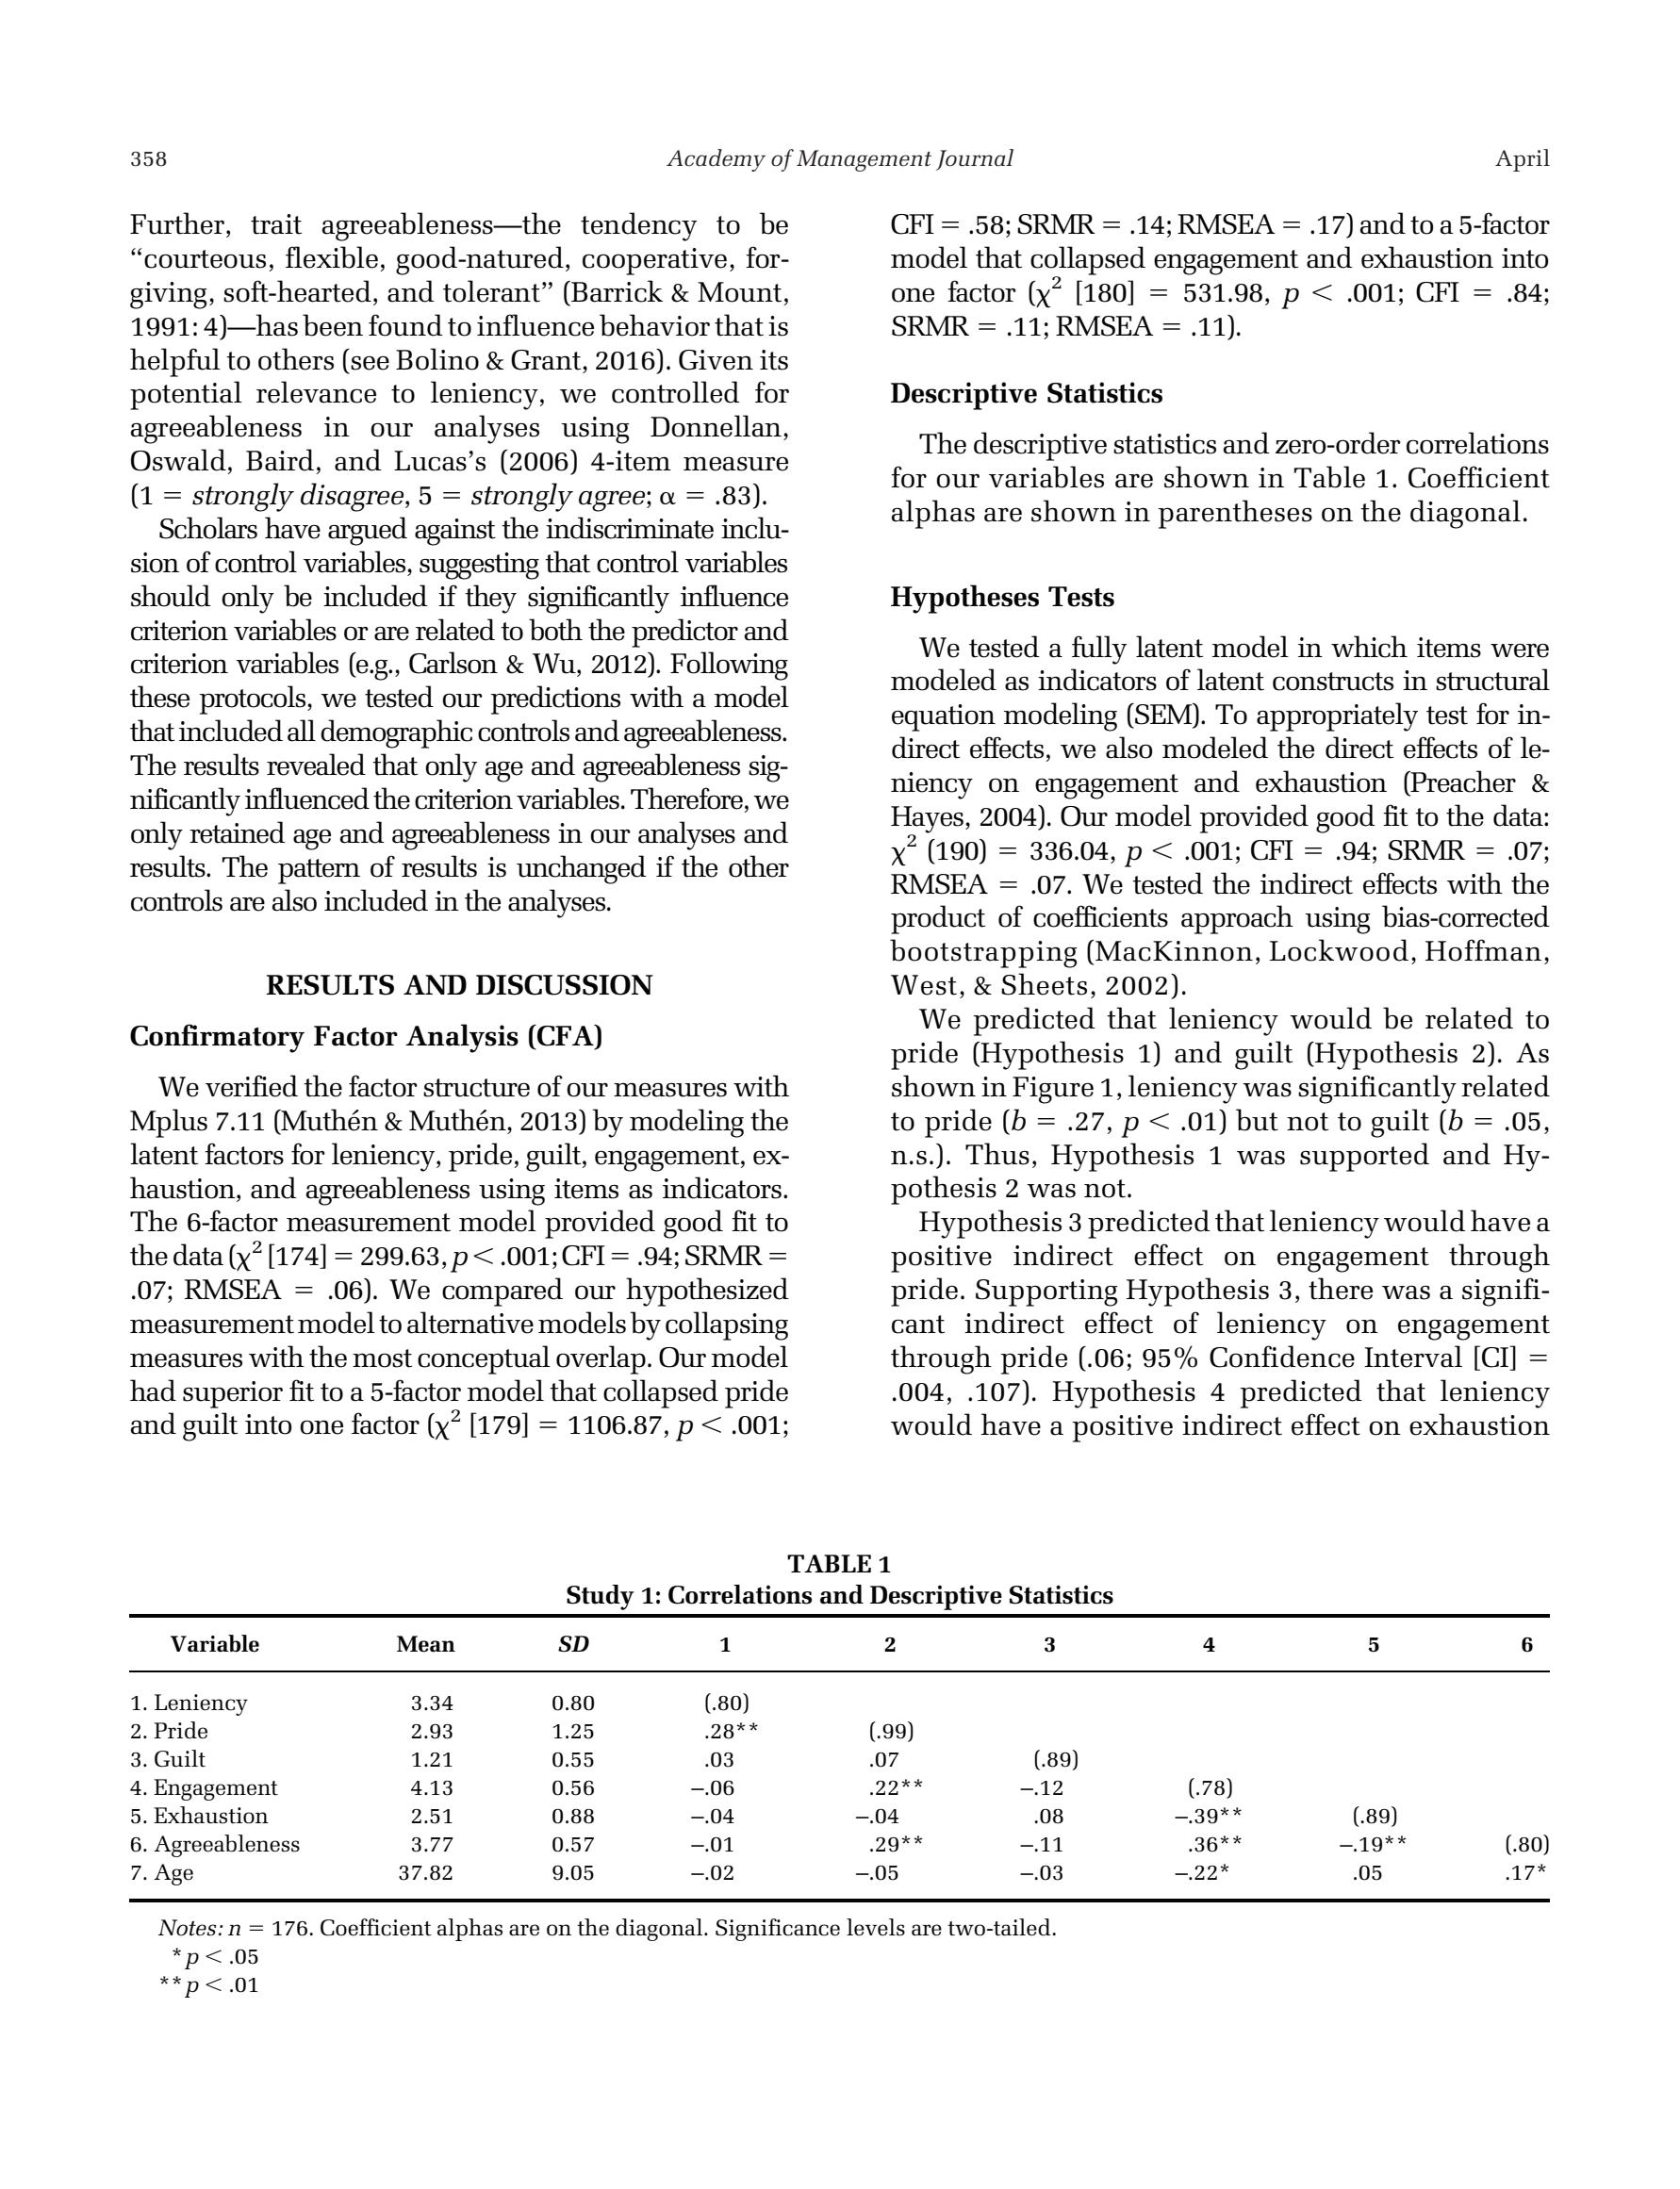 358
Academy of Management Journal
April
Further, trait agreeableness—the tendency to be
“courteous, flexible, good-natured, cooperative, for-
giving, soft-hearted, and tolerant” (Barrick & Mount,
1991: 4)—has been found to influence behavior that is
helpful to others (see Bolino & Grant, 2016). Given its
potential relevance to leniency, we controlled for
agreeableness in our analyses using Donnellan,
Oswald, Baird, and Lucas’s (2006) 4-item measure
(1 = strongly disagree, 5 = strongly agree; α = .83).
Scholars have argued against the indiscriminate inclu-
sion of control variables, suggesting that control variables
should only be included if they significantly influence
criterion variables or are related to both the predictor and
criterion variables (e.g., Carlson & Wu, 2012). Following
these protocols, we tested our predictions with a model
that included all demographic controls and agreeableness.
The results revealed that only age and agreeableness sig-
nificantly influenced the criterion variables. Therefore, we
only retained age and agreeableness in our analyses and
results. The pattern of results is unchanged if the other
controls are also included in the analyses.
RESULTS AND DISCUSSION
Confirmatory Factor Analysis (CFA)
We verified the factor structure of our measures with
Mplus 7.11 (Muthén & Muthén, 2013) by modeling the
latent factors for leniency, pride, guilt, engagement, ex-
haustion, and agreeableness using items as indicators.
The 6-factor measurement model provided good fit to
the data (χ² [174] = 299.63, p < .001; CFI = .94; SRMR =
.07; RMSEA = .06). We compared our hypothesized
measurement model to alternative models by collapsing
measures with the most conceptual overlap. Our model
had superior fit to a 5-factor model that collapsed pride
and guilt into one factor (χ² [179] = 1106.87, p < .001;
CFI = .58; SRMR = .14; RMSEA = .17) and to a 5-factor
model that collapsed engagement and exhaustion into
one factor (χ² [180] = 531.98, p < .001; CFI = .84;
SRMR = .11; RMSEA = .11).
Descriptive Statistics
The descriptive statistics and zero-order correlations
for our variables are shown in Table 1. Coefficient
alphas are shown in parentheses on the diagonal.
Hypotheses Tests
We tested a fully latent model in which items were
modeled as indicators of latent constructs in structural
equation modeling (SEM). To appropriately test for in-
direct effects, we also modeled the direct effects of le-
niency on engagement and exhaustion (Preacher &
Hayes, 2004). Our model provided good fit to the data:
χ² (190) = 336.04, p < .001; CFI = .94; SRMR = .07;
RMSEA = .07. We tested the indirect effects with the
product of coefficients approach using bias-corrected
bootstrapping (MacKinnon, Lockwood, Hoffman,
West, & Sheets, 2002).
We predicted that leniency would be related to
pride (Hypothesis 1) and guilt (Hypothesis 2). As
shown in Figure 1, leniency was significantly related
to pride (b = .27, p < .01) but not to guilt (b = .05,
n.s.). Thus, Hypothesis 1 was supported and Hy-
pothesis 2 was not.
Hypothesis 3 predicted that leniency would have a
positive indirect effect on engagement through
pride. Supporting Hypothesis 3, there was a signifi-
cant indirect effect of leniency on engagement
through pride (.06; 95% Confidence Interval [CI] =
.004, .107). Hypothesis 4 predicted that leniency
would have a positive indirect effect on exhaustion
TABLE 1
Study 1: Correlations and Descriptive Statistics
Variable Mean SD 1 2 3 4 5 6
1. Leniency 3.34 0.80 (.80)
2. Pride 2.93 1.25 .28** (.99)
3. Guilt 1.21 0.55 .03 .07 (.89)
4. Engagement 4.13 0.56 –.06 .22** –.12 (.78)
5. Exhaustion 2.51 0.88 –.04 –.04 .08 –.39** (.89)
6. Agreeableness 3.77 0.57 –.01 .29** –.11 .36** –.19** (.80)
7. Age 37.82 9.05 –.02 –.05 –.03 –.22* .05 .17*
Notes: n = 176. Coefficient alphas are on the diagonal. Significance levels are two-tailed.
* p < .05
** p < .01